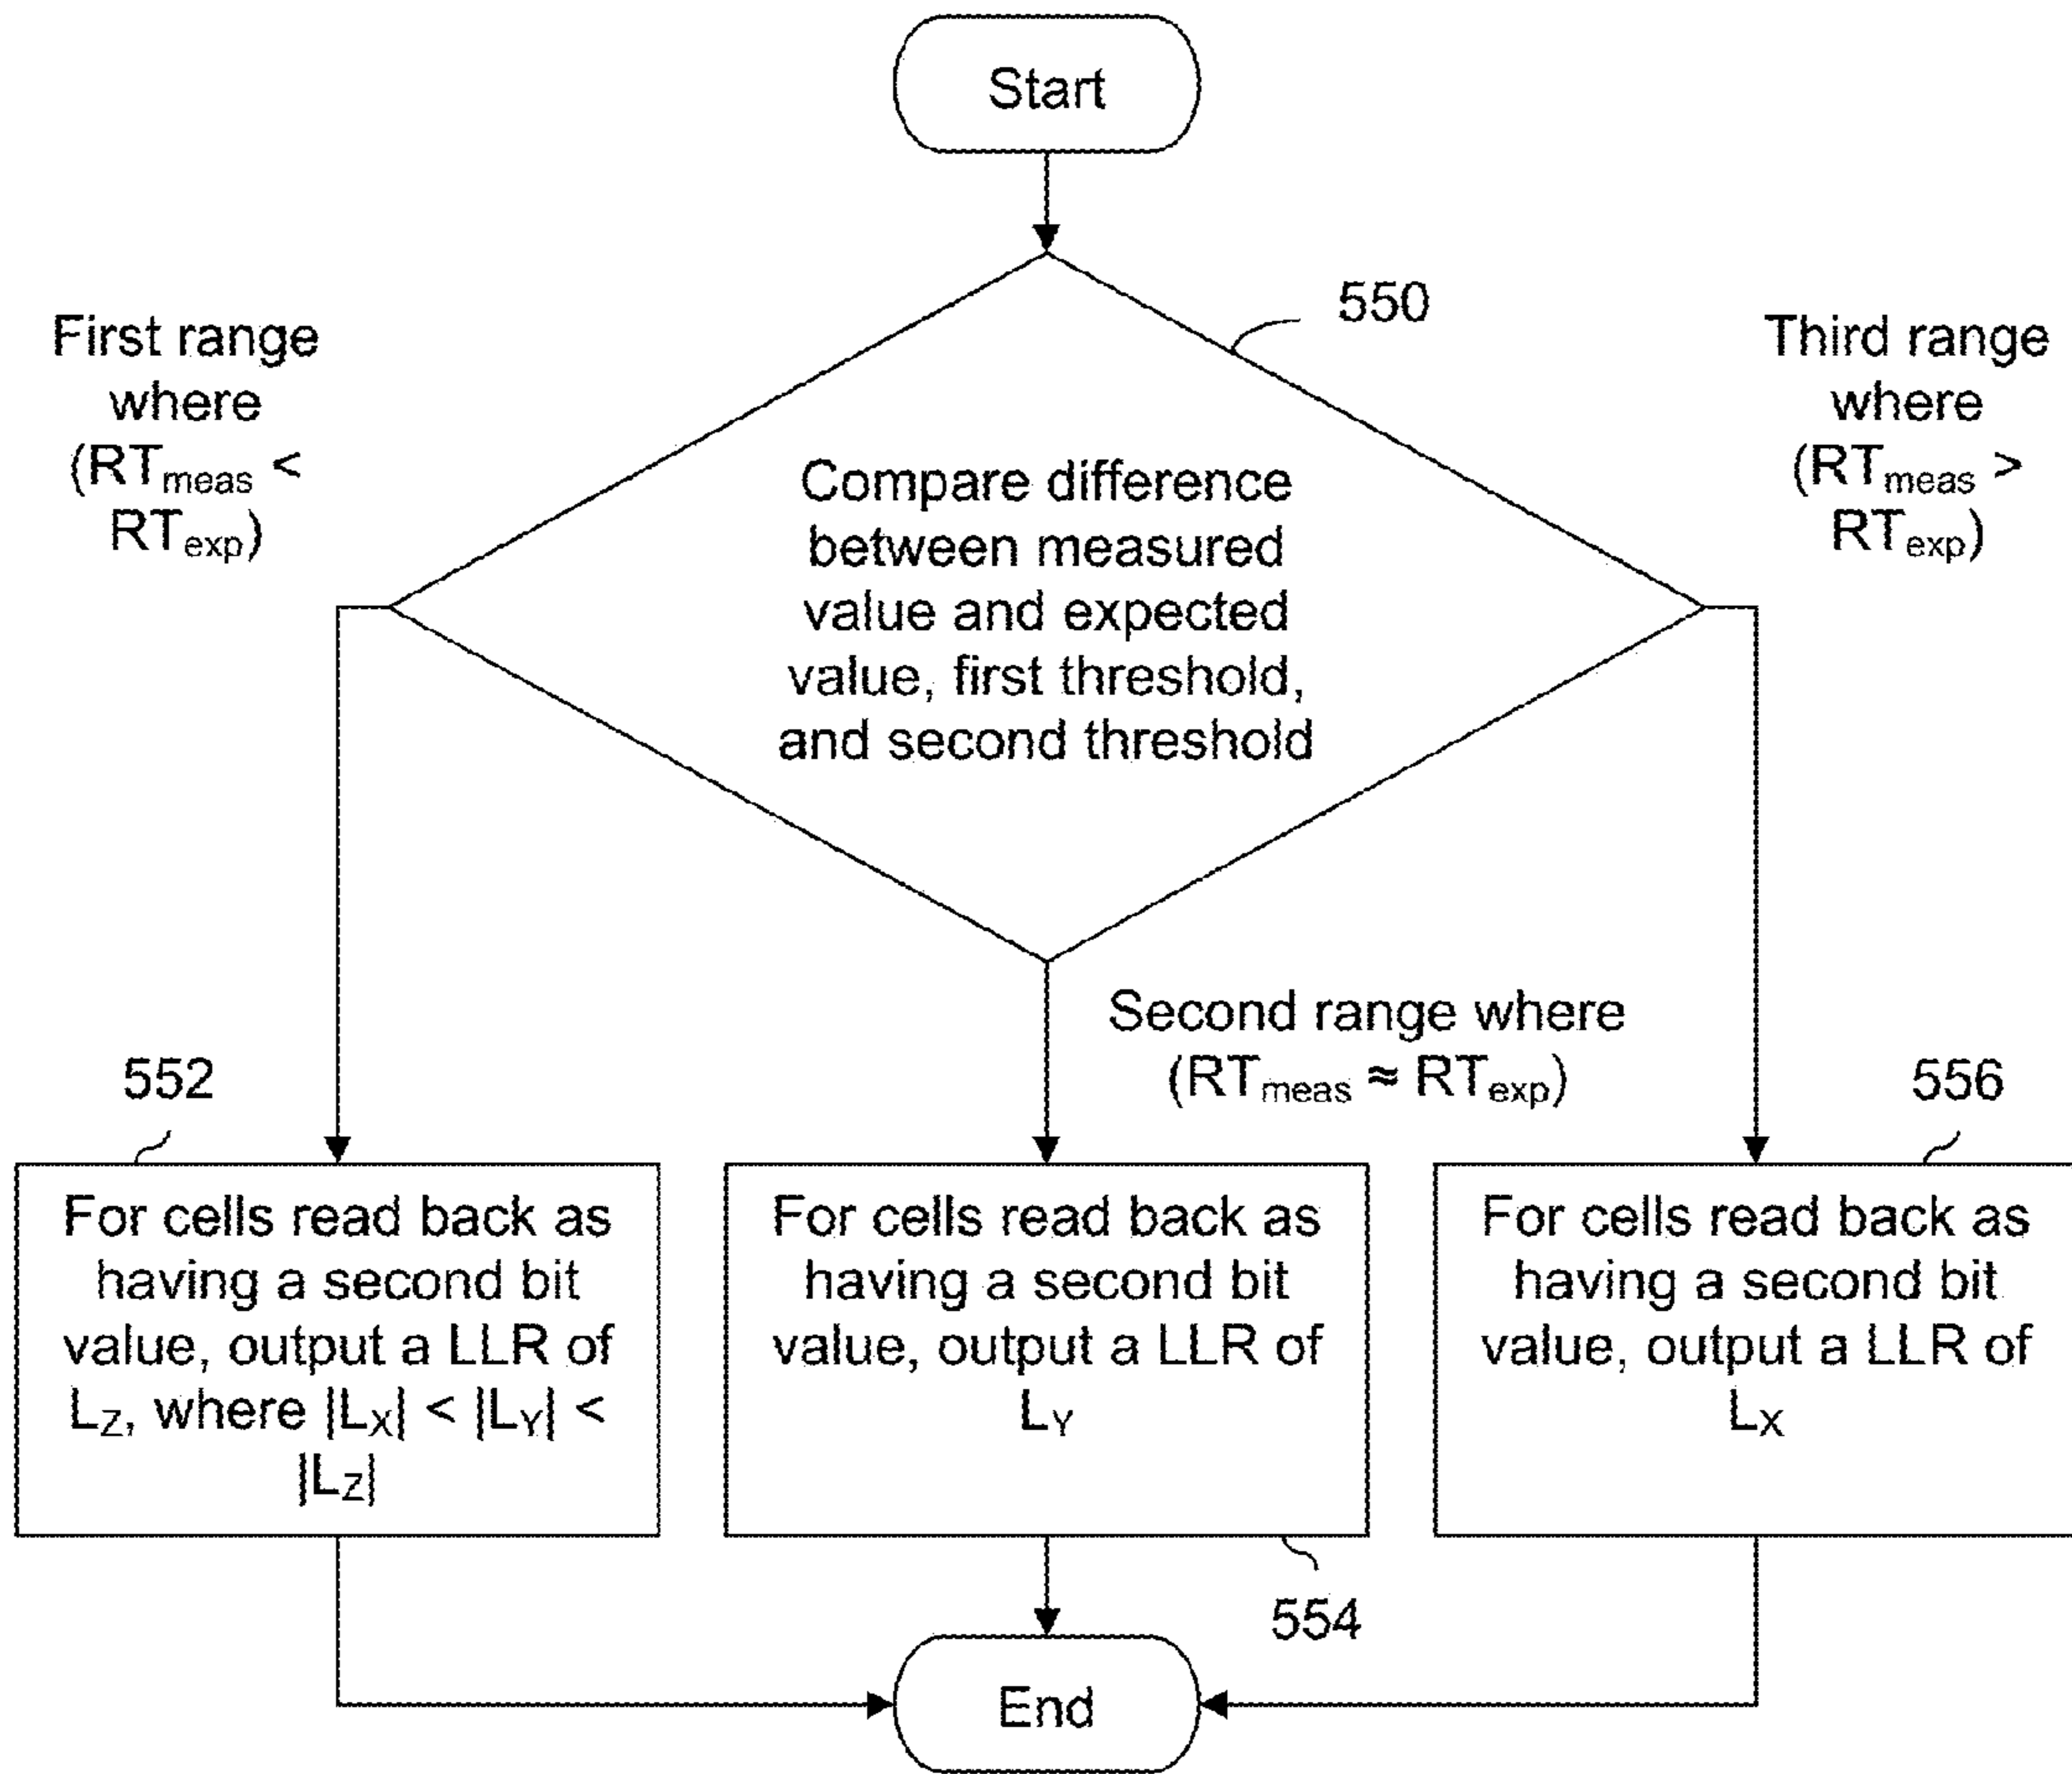 Start
550
First range
where
(RTmeas <
RTexp)
Third range
where
(RTmeas >
RTexp)
Compare difference
between measured
value and expected
value, first threshold,
and second threshold
Second range where
(RTmeas ≈ RTexp)
552
556
For cells read back as
having a second bit
value, output a LLR of
LZ, where |LX| < |LY| <
|LZ|
For cells read back as
having a second bit
value, output a LLR of
LY
For cells read back as
having a second bit
value, output a LLR of
LX
554
End